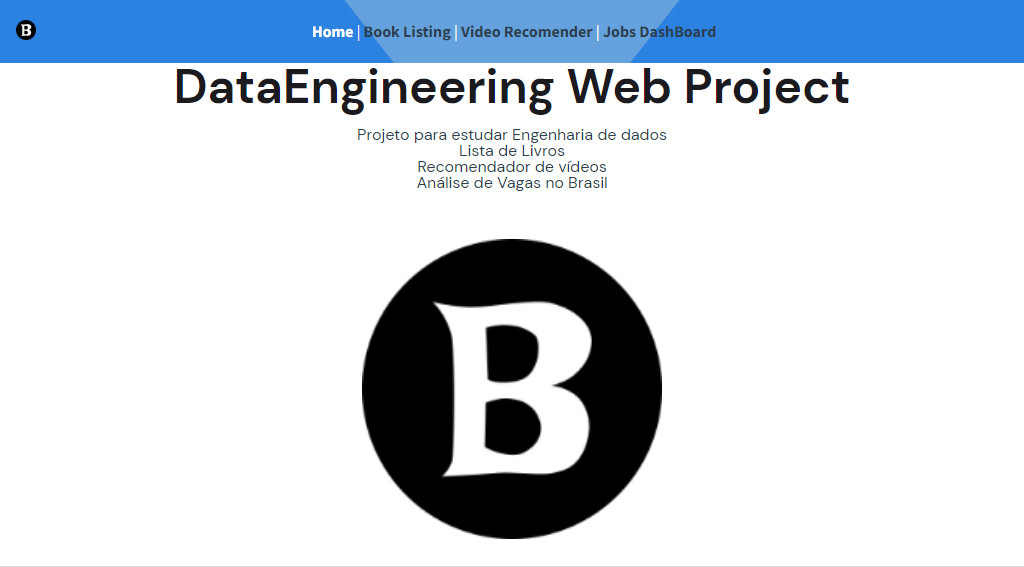 B
Home | Book Listing | Video Recomender | Jobs DashBoard
DataEngineering Web Project
Projeto para estudar Engenharia de dados
Lista de Livros
Recomendador de vídeos
Análise de Vagas no Brasil
B